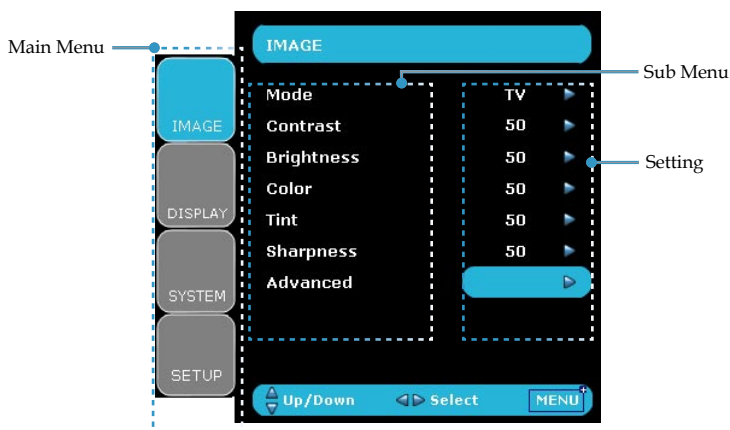 Main Menu
IMAGE
Sub Menu
Mode TV
IMAGE
Contrast 50
Brightness 50
Setting
Color 50
DISPLAY
Tint 50
Sharpness 50
Advanced
SYSTEM
SETUP
Up/Down Select MENU